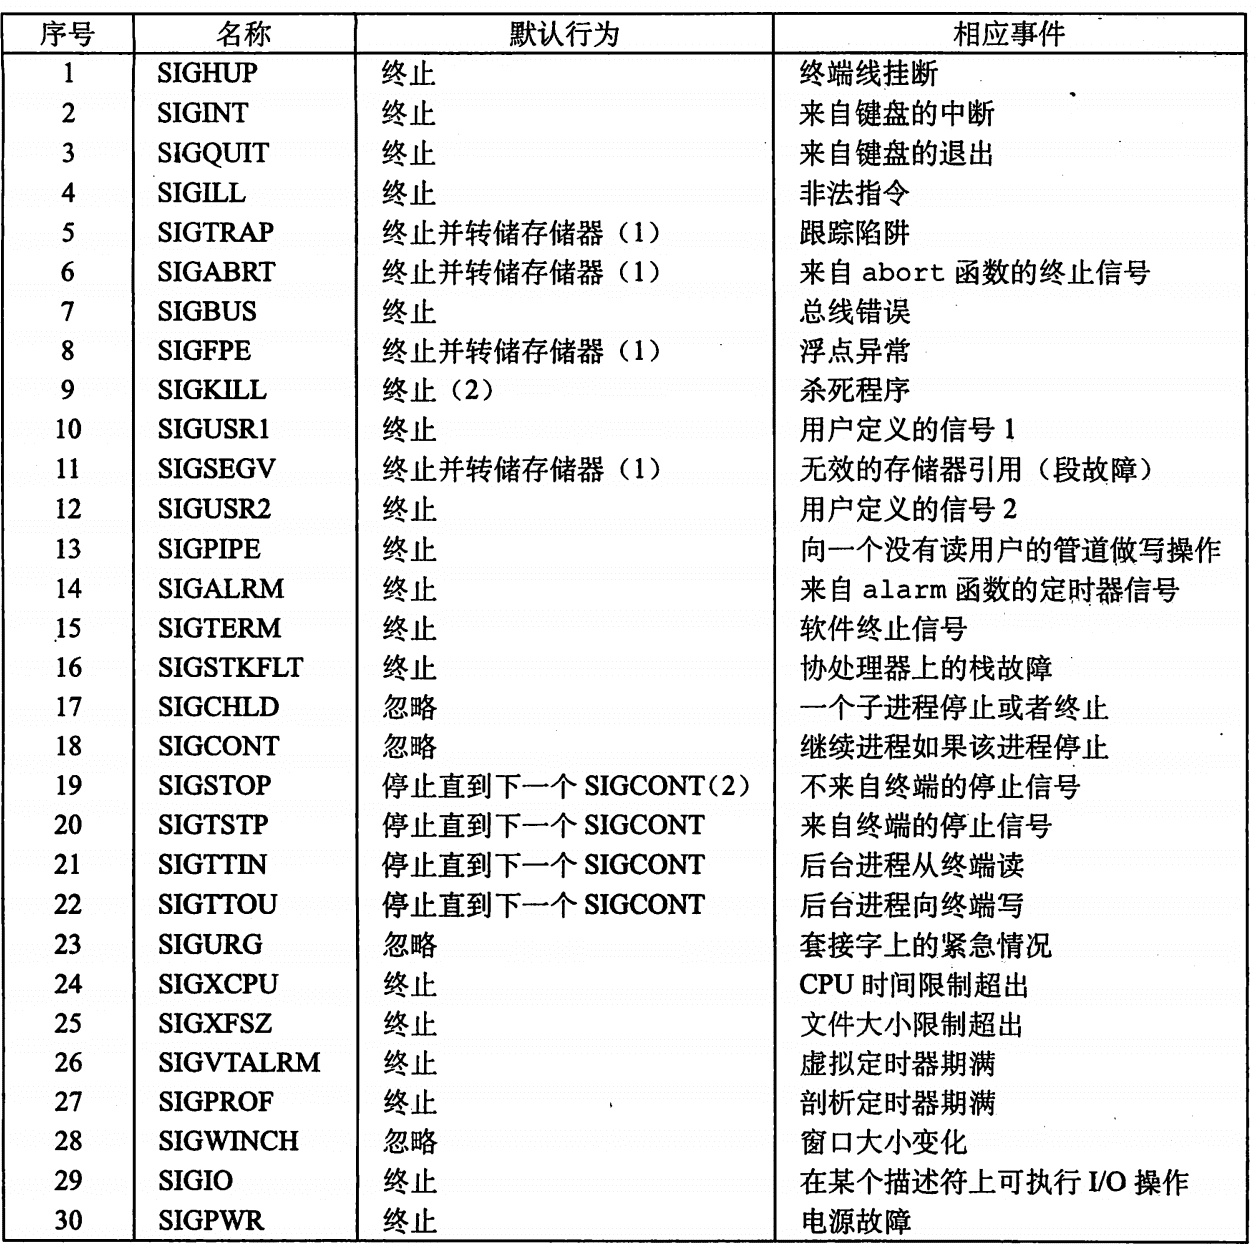 序号 名称 默认行为 相应事件
1 SIGHUP 终止 终端线挂断
2 SIGINT 终止 来自键盘的中断
3 SIGQUIT 终止 来自键盘的退出
4 SIGILL 终止 非法指令
5 SIGTRAP 终止并转储存储器（1） 跟踪陷阱
6 SIGABRT 终止并转储存储器（1） 来自 abort 函数的终止信号
7 SIGBUS 终止 总线错误
8 SIGFPE 终止并转储存储器（1） 浮点异常
9 SIGKILL 终止（2） 杀死程序
10 SIGUSR1 终止 用户定义的信号 1
11 SIGSEGV 终止并转储存储器（1） 无效的存储器引用（段故障）
12 SIGUSR2 终止 用户定义的信号 2
13 SIGPIPE 终止 向一个没有读用户的管道做写操作
14 SIGALRM 终止 来自 alarm 函数的定时器信号
15 SIGTERM 终止 软件终止信号
16 SIGSTKFLT 终止 协处理器上的栈故障
17 SIGCHLD 忽略 一个子进程停止或者终止
18 SIGCONT 忽略 继续进程如果该进程停止
19 SIGSTOP 停止直到下一个 SIGCONT(2) 不来自终端的停止信号
20 SIGTSTP 停止直到下一个 SIGCONT 来自终端的停止信号
21 SIGTTIN 停止直到下一个 SIGCONT 后台进程从终端读
22 SIGTTOU 停止直到下一个 SIGCONT 后台进程向终端写
23 SIGURG 忽略 套接字上的紧急情况
24 SIGXCPU 终止 CPU 时间限制超出
25 SIGXFSZ 终止 文件大小限制超出
26 SIGVTALRM 终止 虚拟定时器期满
27 SIGPROF 终止 剖析定时器期满
28 SIGWINCH 忽略 窗口大小变化
29 SIGIO 终止 在某个描述符上可执行 I/O 操作
30 SIGPWR 终止 电源故障